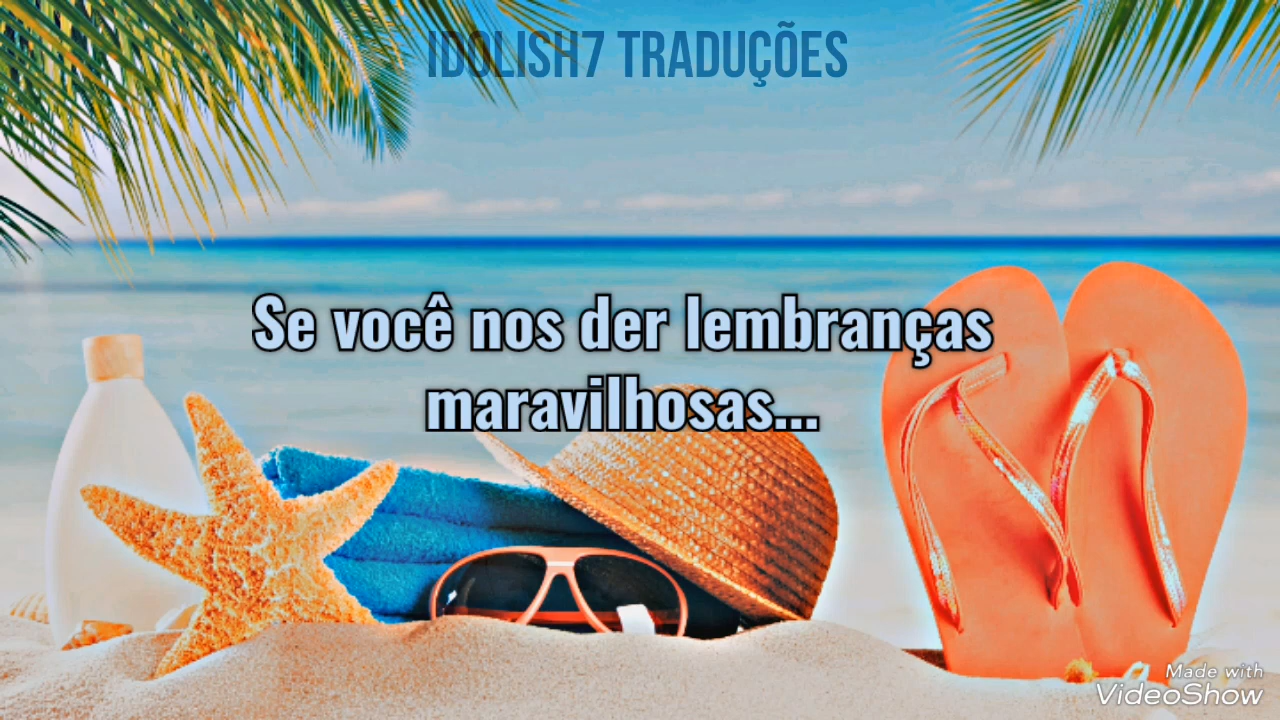 IDOLISH7 TRADUÇÕES
Se você nos der lembranças
maravilhosas...
Made with
VideoShow